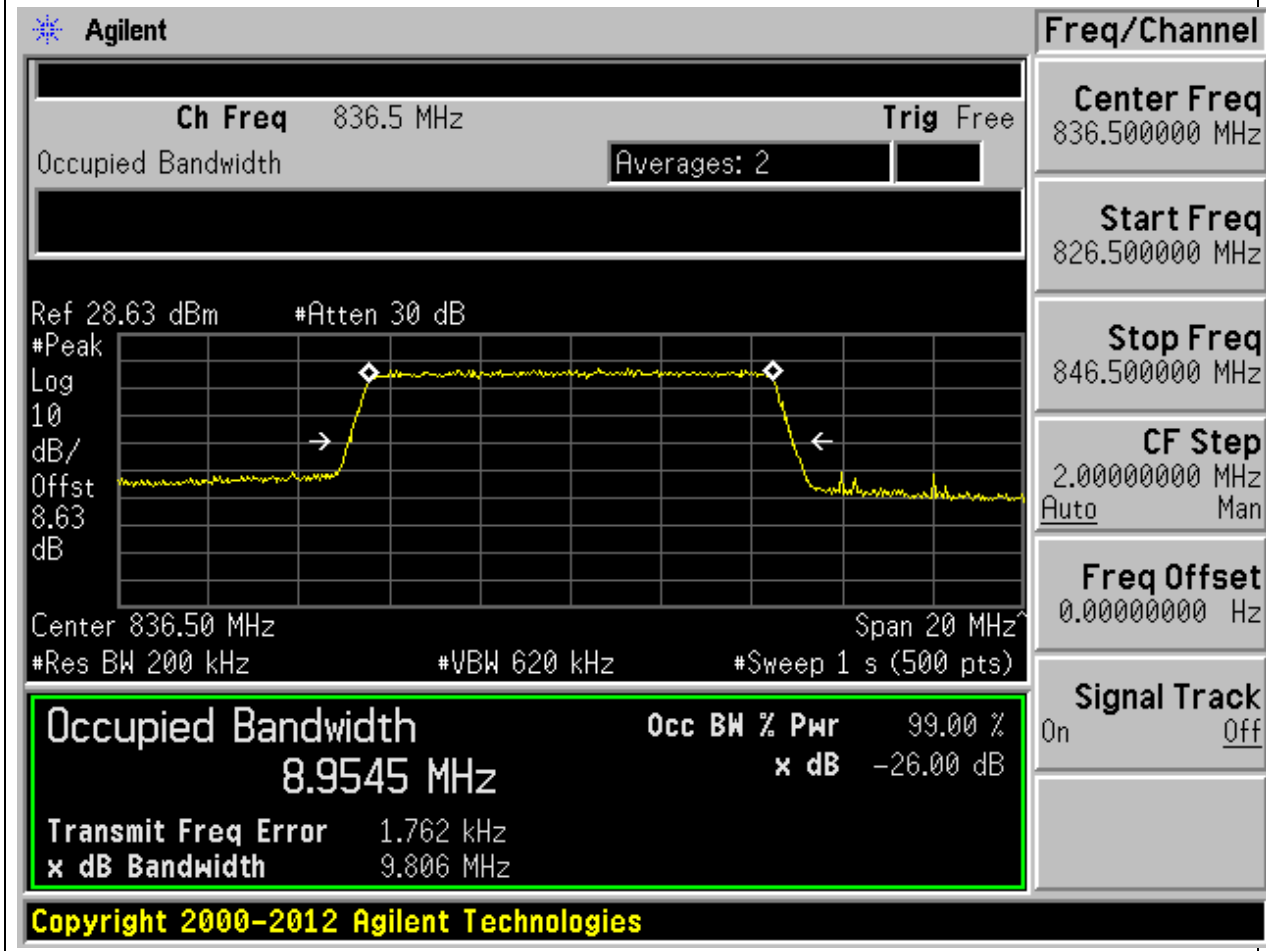 Agilent
Freq/Channel
Ch Freq 836.5 MHz Trig Free
Occupied Bandwidth Averages: 2
Center Freq
836.500000 MHz
Start Freq
826.500000 MHz
Stop Freq
846.500000 MHz
CF Step
2.00000000 MHz
Auto Man
Freq Offset
0.00000000 Hz
Signal Track
On Off
Ref 28.63 dBm #Atten 30 dB
#Peak
Log
10
dB/
Offst
8.63
dB
Center 836.50 MHz Span 20 MHz^
#Res BW 200 kHz #VBW 620 kHz #Sweep 1 s (500 pts)
Occupied Bandwidth Occ BW % Pwr 99.00 %
8.9545 MHz x dB -26.00 dB
Transmit Freq Error 1.762 kHz
x dB Bandwidth 9.806 MHz
Copyright 2000-2012 Agilent Technologies